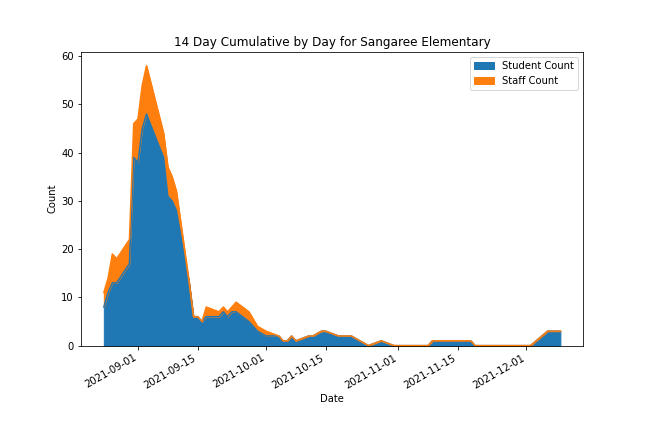 14 Day Cumulative by Day for Sangaree Elementary
Student Count
Staff Count
60
50
40
30
20
10
0
Count
2021-09-01
2021-09-15
2021-10-01
2021-10-15
2021-11-01
2021-11-15
2021-12-01
Date